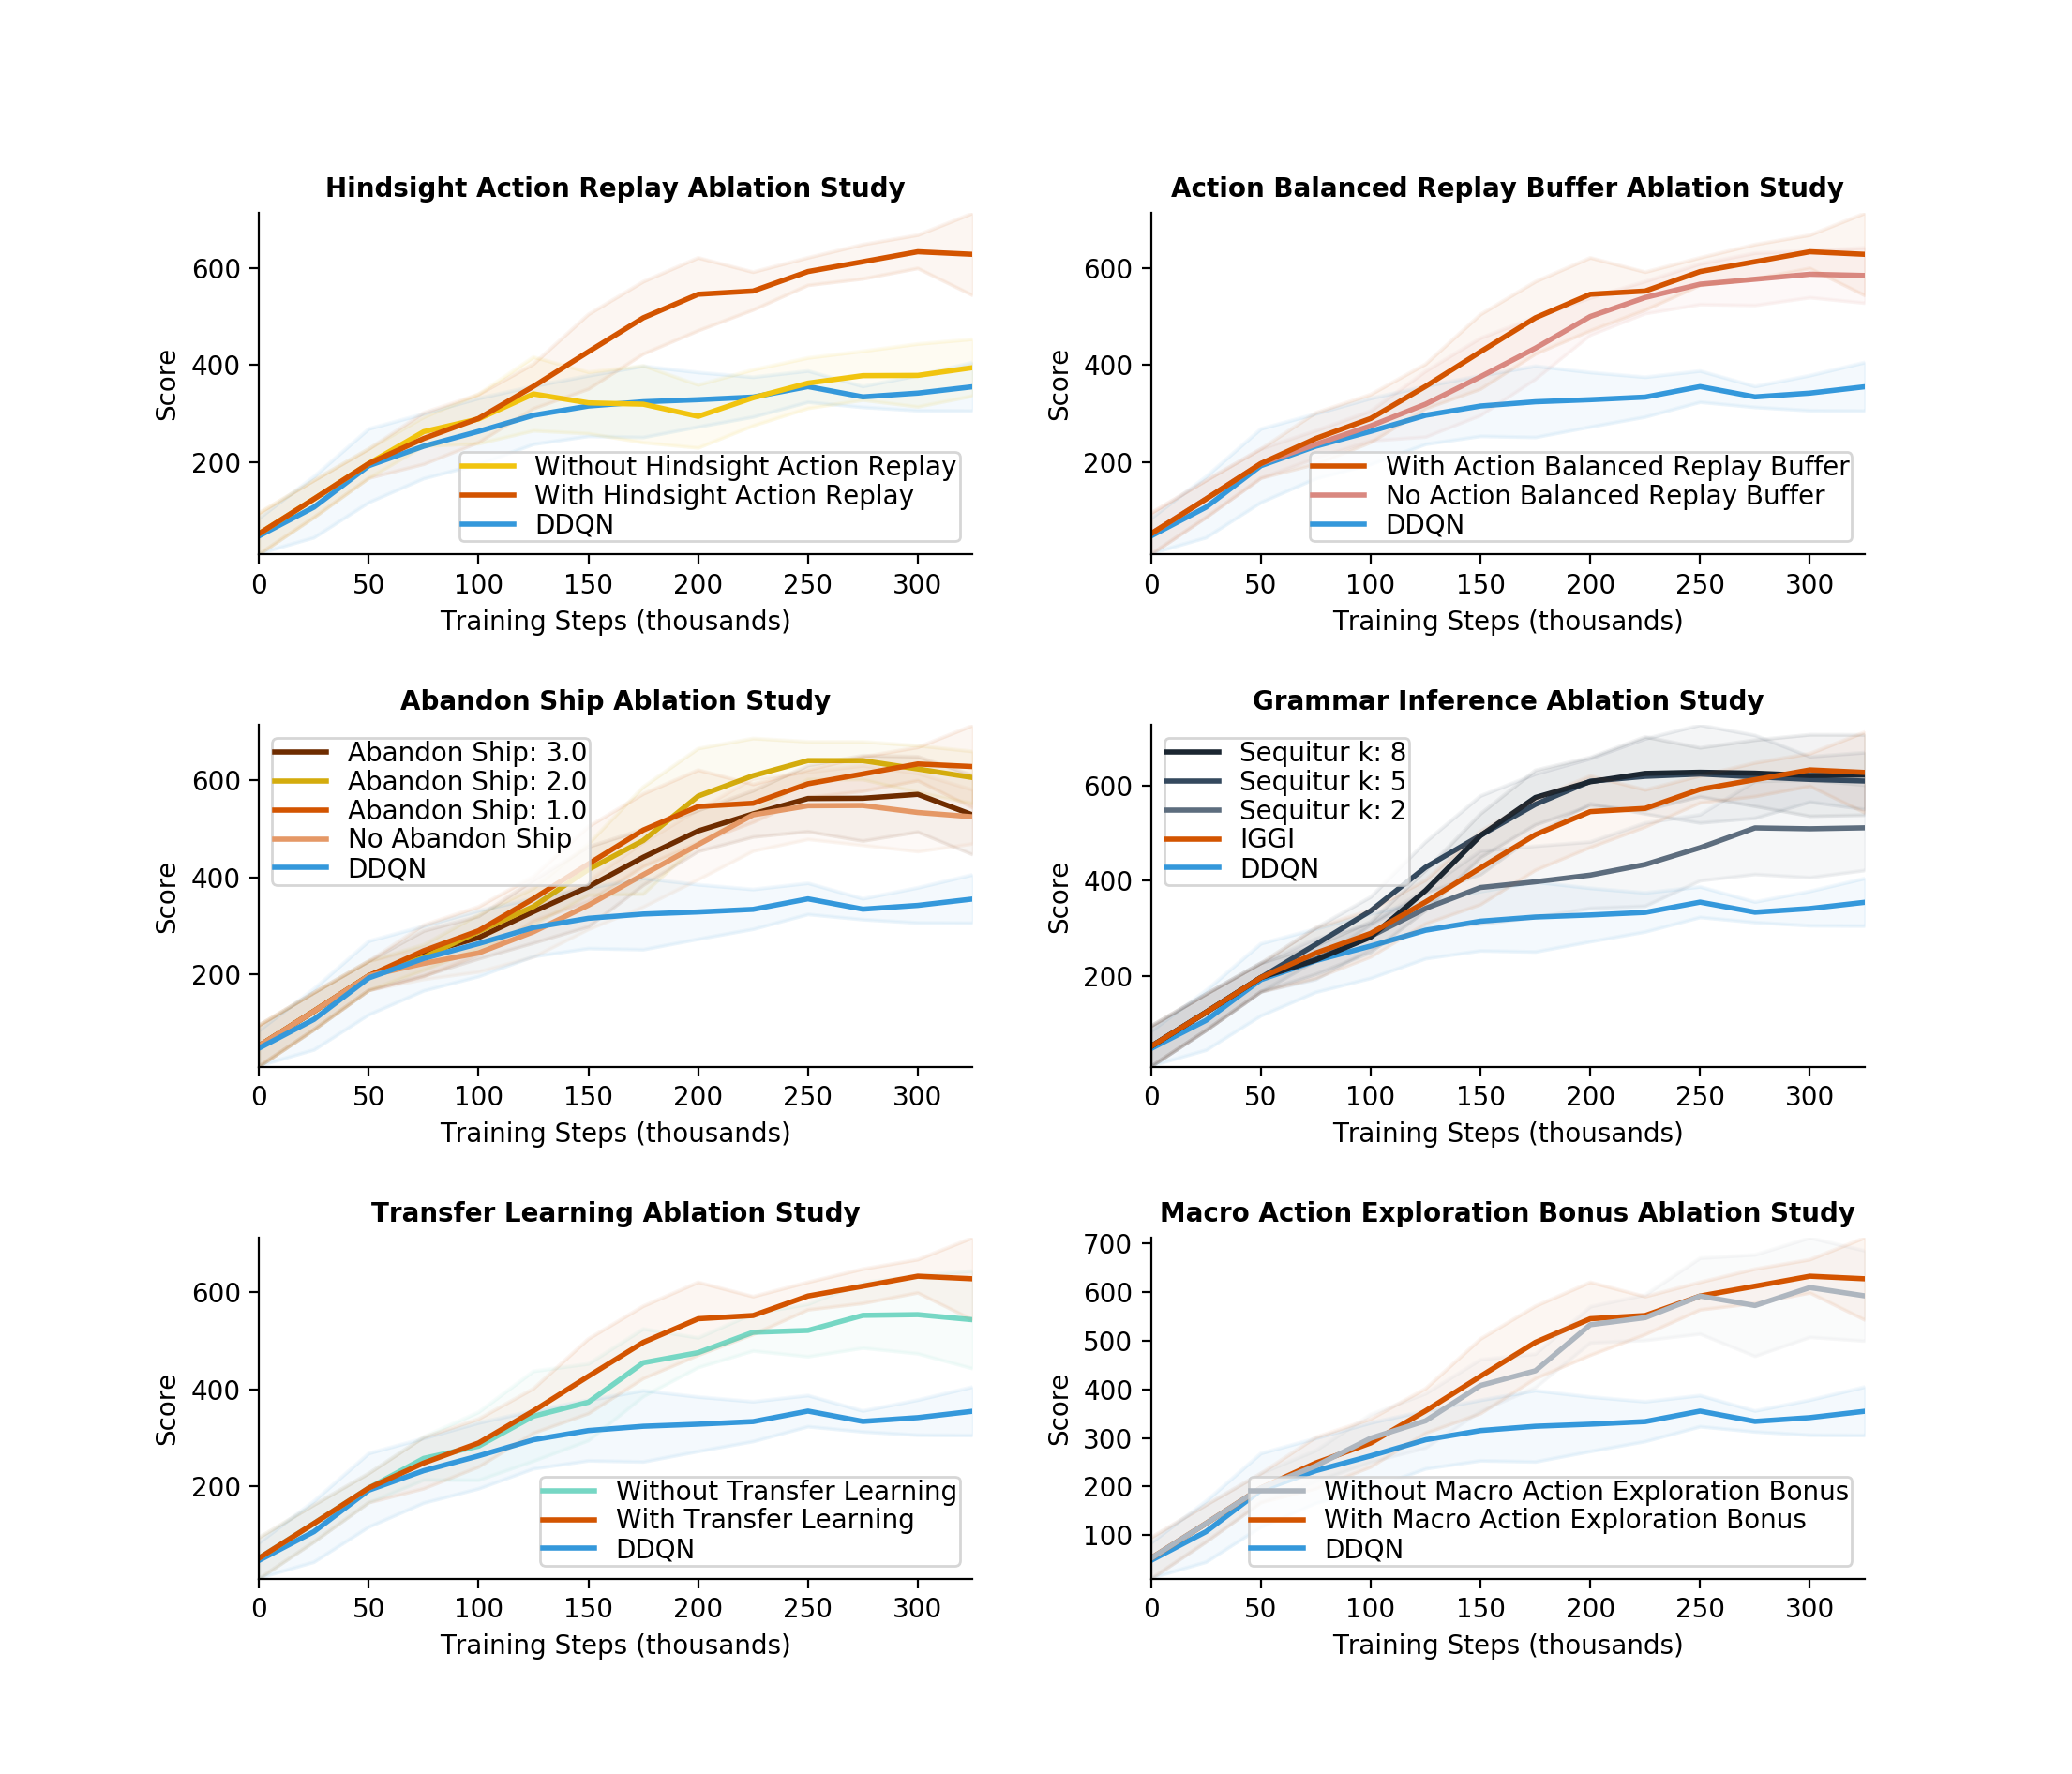 Hindsight Action Replay Ablation Study
600
400
200
Score
Without Hindsight Action Replay
With Hindsight Action Replay
DDQN
0 50 100 150 200 250 300
Training Steps (thousands)
Action Balanced Replay Buffer Ablation Study
600
400
200
Score
With Action Balanced Replay Buffer
No Action Balanced Replay Buffer
DDQN
0 50 100 150 200 250 300
Training Steps (thousands)
Abandon Ship Ablation Study
600
400
200
Score
Abandon Ship: 3.0
Abandon Ship: 2.0
Abandon Ship: 1.0
No Abandon Ship
DDQN
0 50 100 150 200 250 300
Training Steps (thousands)
Grammar Inference Ablation Study
600
400
200
Score
Sequitur k: 8
Sequitur k: 5
Sequitur k: 2
IGGI
DDQN
0 50 100 150 200 250 300
Training Steps (thousands)
Transfer Learning Ablation Study
600
400
200
Score
Without Transfer Learning
With Transfer Learning
DDQN
0 50 100 150 200 250 300
Training Steps (thousands)
Macro Action Exploration Bonus Ablation Study
700
600
500
400
300
200
100
Score
Without Macro Action Exploration Bonus
With Macro Action Exploration Bonus
DDQN
0 50 100 150 200 250 300
Training Steps (thousands)